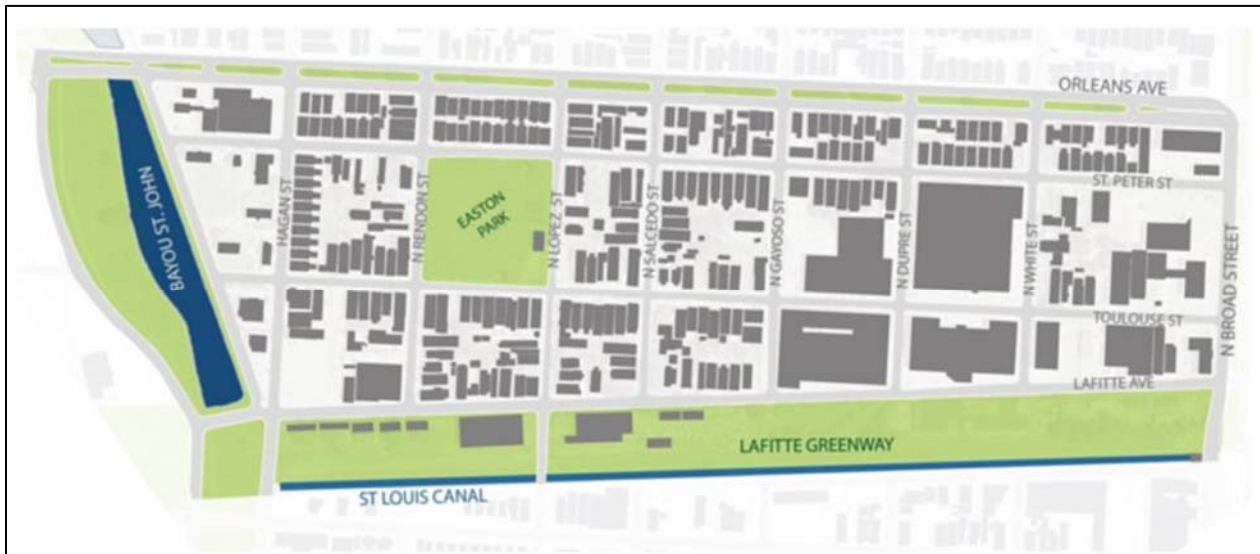 ORLEANS AVE
ST. PETER ST
BAYOU ST. JOHN
HAGAN ST
N RENDON ST
EASTON
PARK
N LOPEZ ST
N SALCEDO ST
N GAYOSO ST
N DUPRE ST
N WHITE ST
N BROAD STREET
TOULOUSE ST
LAFITTE AVE
LAFITTE GREENWAY
ST LOUIS CANAL